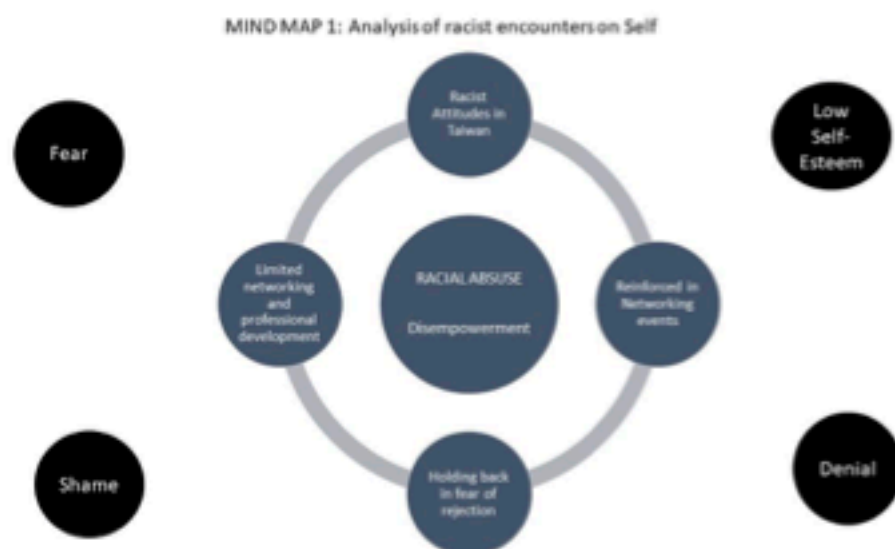 MIND MAP 1: Analysis of racist encounters on Self
Racist
Attitudes in
Taiwan
Fear
Low
Self-
Esteem
Limited
networking
and
professional
development
RACIAL ABSUSE
Disempowerment
Reinforced in
Networking
events
Shame
Holding back
in fear of
rejection
Denial